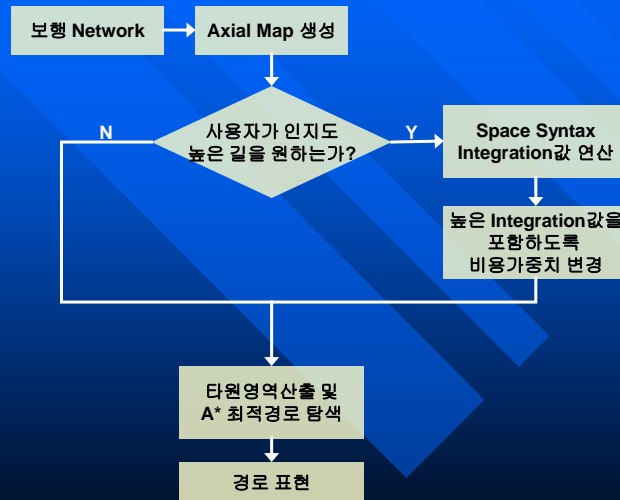 보행 Network
Axial Map 생성
사용자가 인지도
높은 길을 원하는가?
N
Y
Space Syntax
Integration값 연산
높은 Integration값을
포함하도록
비용가중치 변경
타원영역산출 및
A* 최적경로 탐색
경로 표현